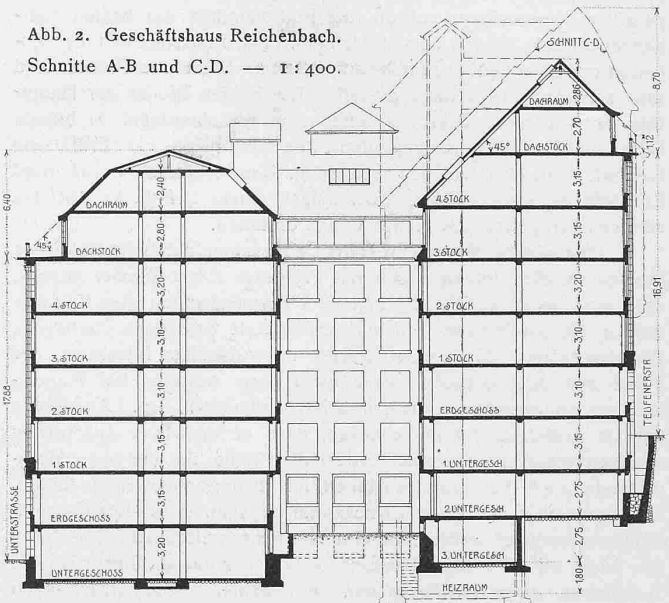 Abb. 2. Geschäftshaus Reichenbach.
Schnitte A-B und C-D. 1 : 400.
SCHNITT C-D
8,70
2,86
DACHRAUM
2,70
1,12
45°
DACHSTOCK
6,40
2,40
3,15
DACHRAUM
4.STOCK
45°
2,80
3,15
DACHSTOCK
3.STOCK
16,91
3,20
3,20
4.STOCK
2.STOCK
3,10
3,10
3.STOCK
1.STOCK
17,88
3,10
3,10
2.STOCK
ERDGESCHOSS
TEUFENERSTR
3,15
3,15
1 STOCK
1.UNTERGESCH
3,15
2,75
ERDGESCHOSS
2.UNTERGESCH
UNTERSTRASSE
3,20
2,75
UNTERGESCHOSS
3.UNTERGESCH
1,80
HEIZRAUM